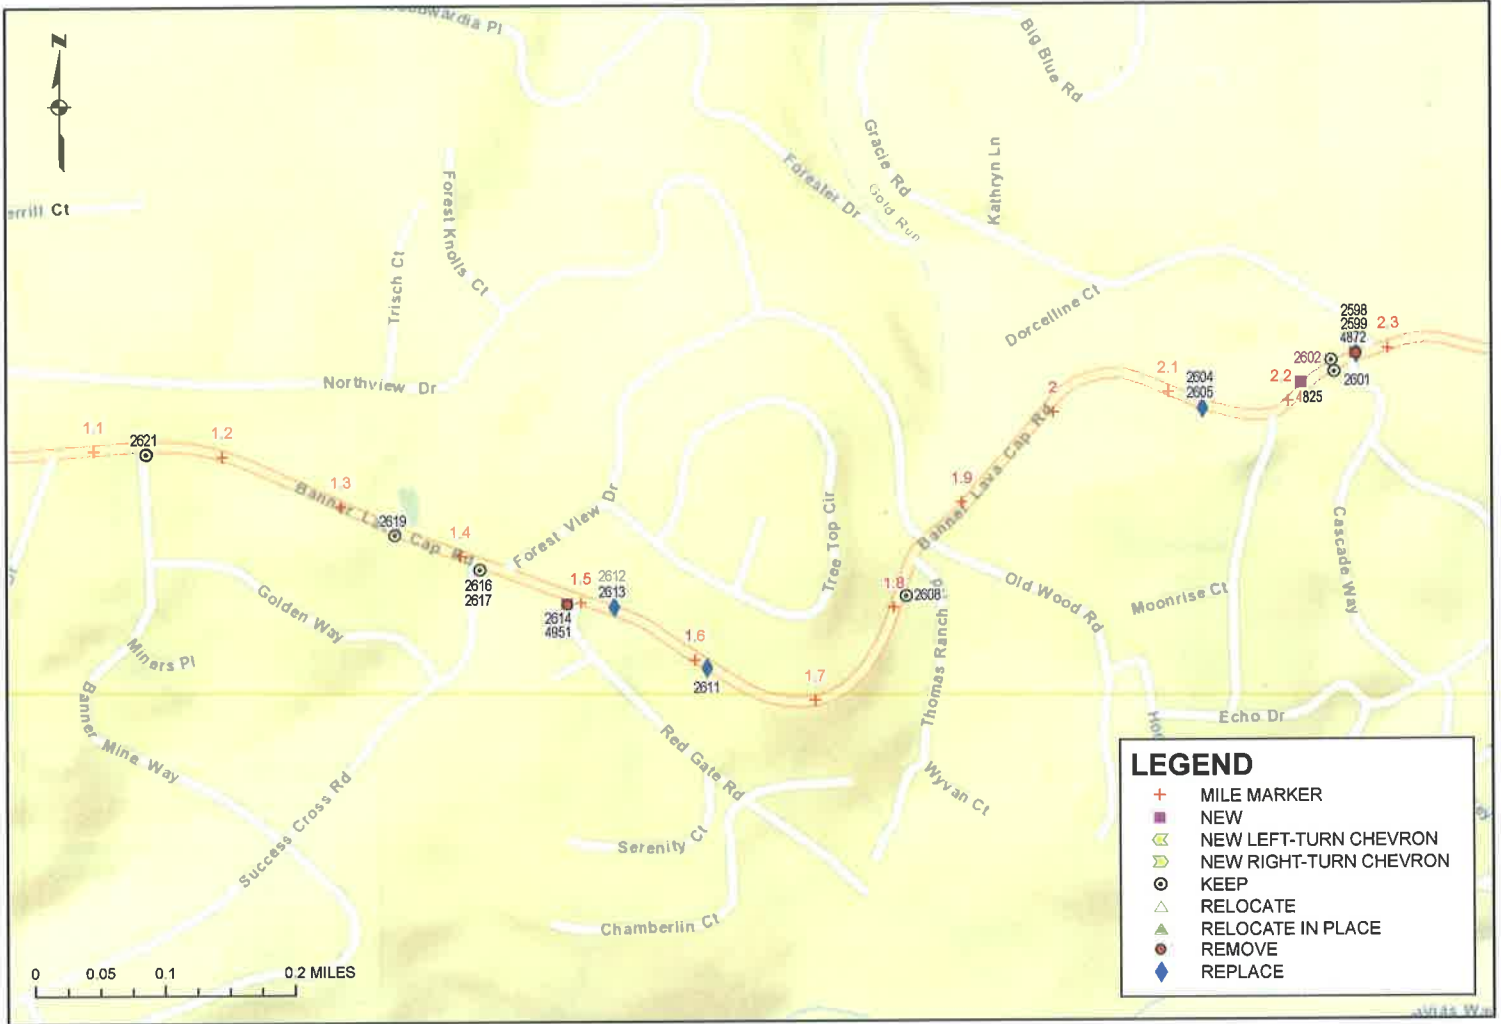 Pl
Big Blue Rd
N
Gracie Rd
Kathryn Ln
Forester Dr
Gold Run
Ct
Forest Knolls Ct
Trisch Ct
Dorcelline Ct
2598
2599
4872
2.3
2602
2601
2.2
4825
2.1
2604
2605
2
Northview Dr
1.1
2621
1.2
1.3
Banner Lava Cap Rd
2619
1.4
2616
2617
Forest View Dr
Tree Top Cir
1.9
Banner Lava Cap Rd
1.5
2612
2613
2614
4951
1.8
2608
Old Wood Rd
Moonrise Ct
Cascade Way
Golden Way
Miners Pl
1.6
2611
1.7
Thomas Ranch Rd
Echo Dr
Banner Mine Way
Red Gate Rd
Wyvan Ct
Success Cross Rd
Serenity Ct
Chamberlin Ct
LEGEND
MILE MARKER
NEW
NEW LEFT-TURN CHEVRON
NEW RIGHT-TURN CHEVRON
KEEP
RELOCATE
RELOCATE IN PLACE
REMOVE
REPLACE
0 0.05 0.1 0.2 MILES